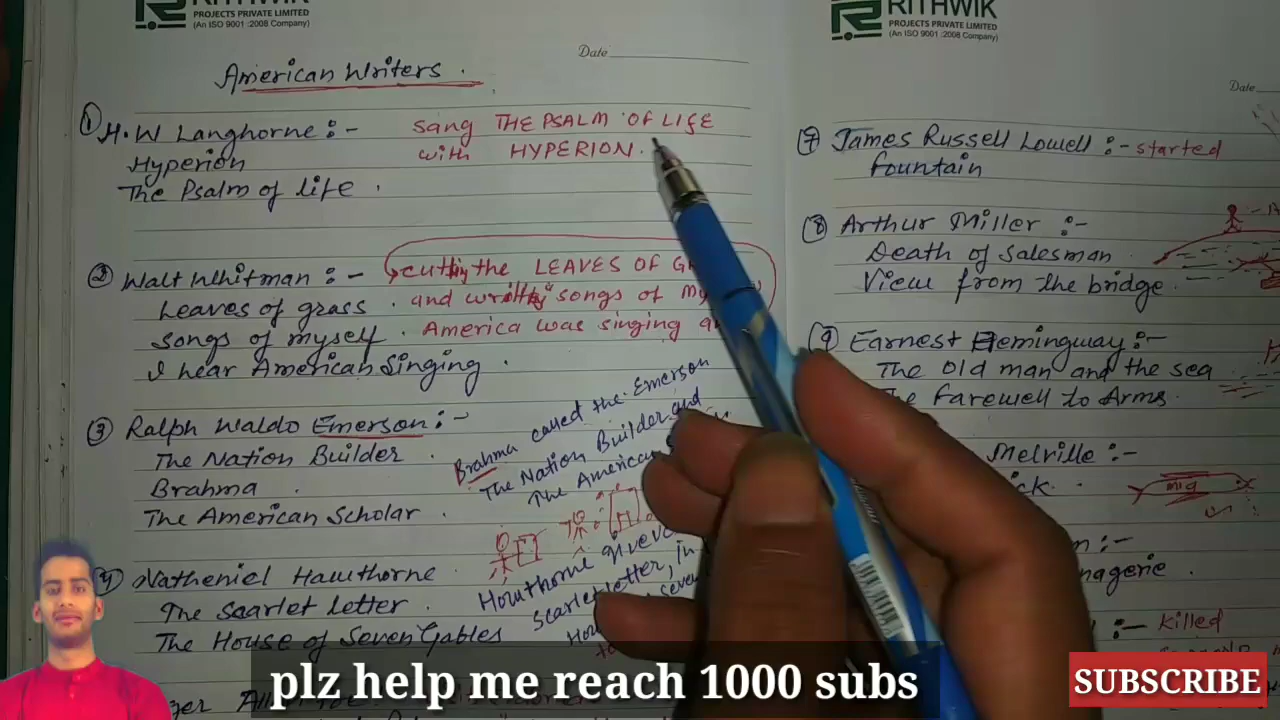 RITHWIK
PROJECTS PRIVATE LIMITED
(An ISO 9001 :2008 Company)
Date
American Writers .
① H.W Langhorne :- sang THE PSALM OF LIFE
Hyperion with HYPERION.
The Psalm of life .
② Walt Whitman :- cutting the LEAVES OF
Leaves of grass . and songs of
songs of myself . America was singing
I hear American Singing .
③ Ralph Waldo Emerson :-
The Nation Builder .
Brahma .
The American Scholar .
Brahma called the Emerson
The Nation Builder and
The American
④ Natheniel Hawthorne
The Scarlet letter .
The House of Seven Gables
Scarlet letter, in
RITHWIK
PROJECTS PRIVATE LIMITED
(An ISO 9001 :2008 Company)
Date
⑦ James Russell Lowell :- started
fountain
⑧ Arthur Miller :-
Death of salesman
View from the bridge
⑨ Earnest Hemingway :-
The old man and the sea
The Farewell to Arms.
Melville :-
:- killed
plz help me reach 1000 subs
SUBSCRIBE